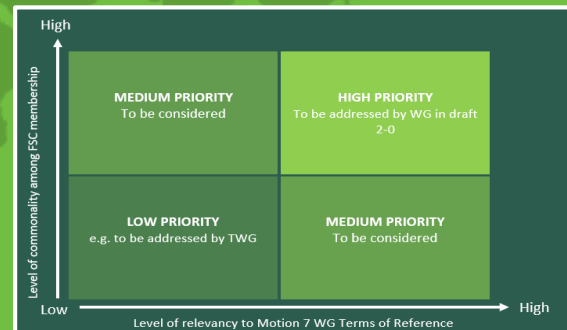 High
Level of commonality among FSC membership
MEDIUM PRIORITY
To be considered
HIGH PRIORITY
To be addressed by WG in draft
2-0
LOW PRIORITY
e.g. to be addressed by TWG
MEDIUM PRIORITY
To be considered
Low
High
Level of relevancy to Motion 7 WG Terms of Reference